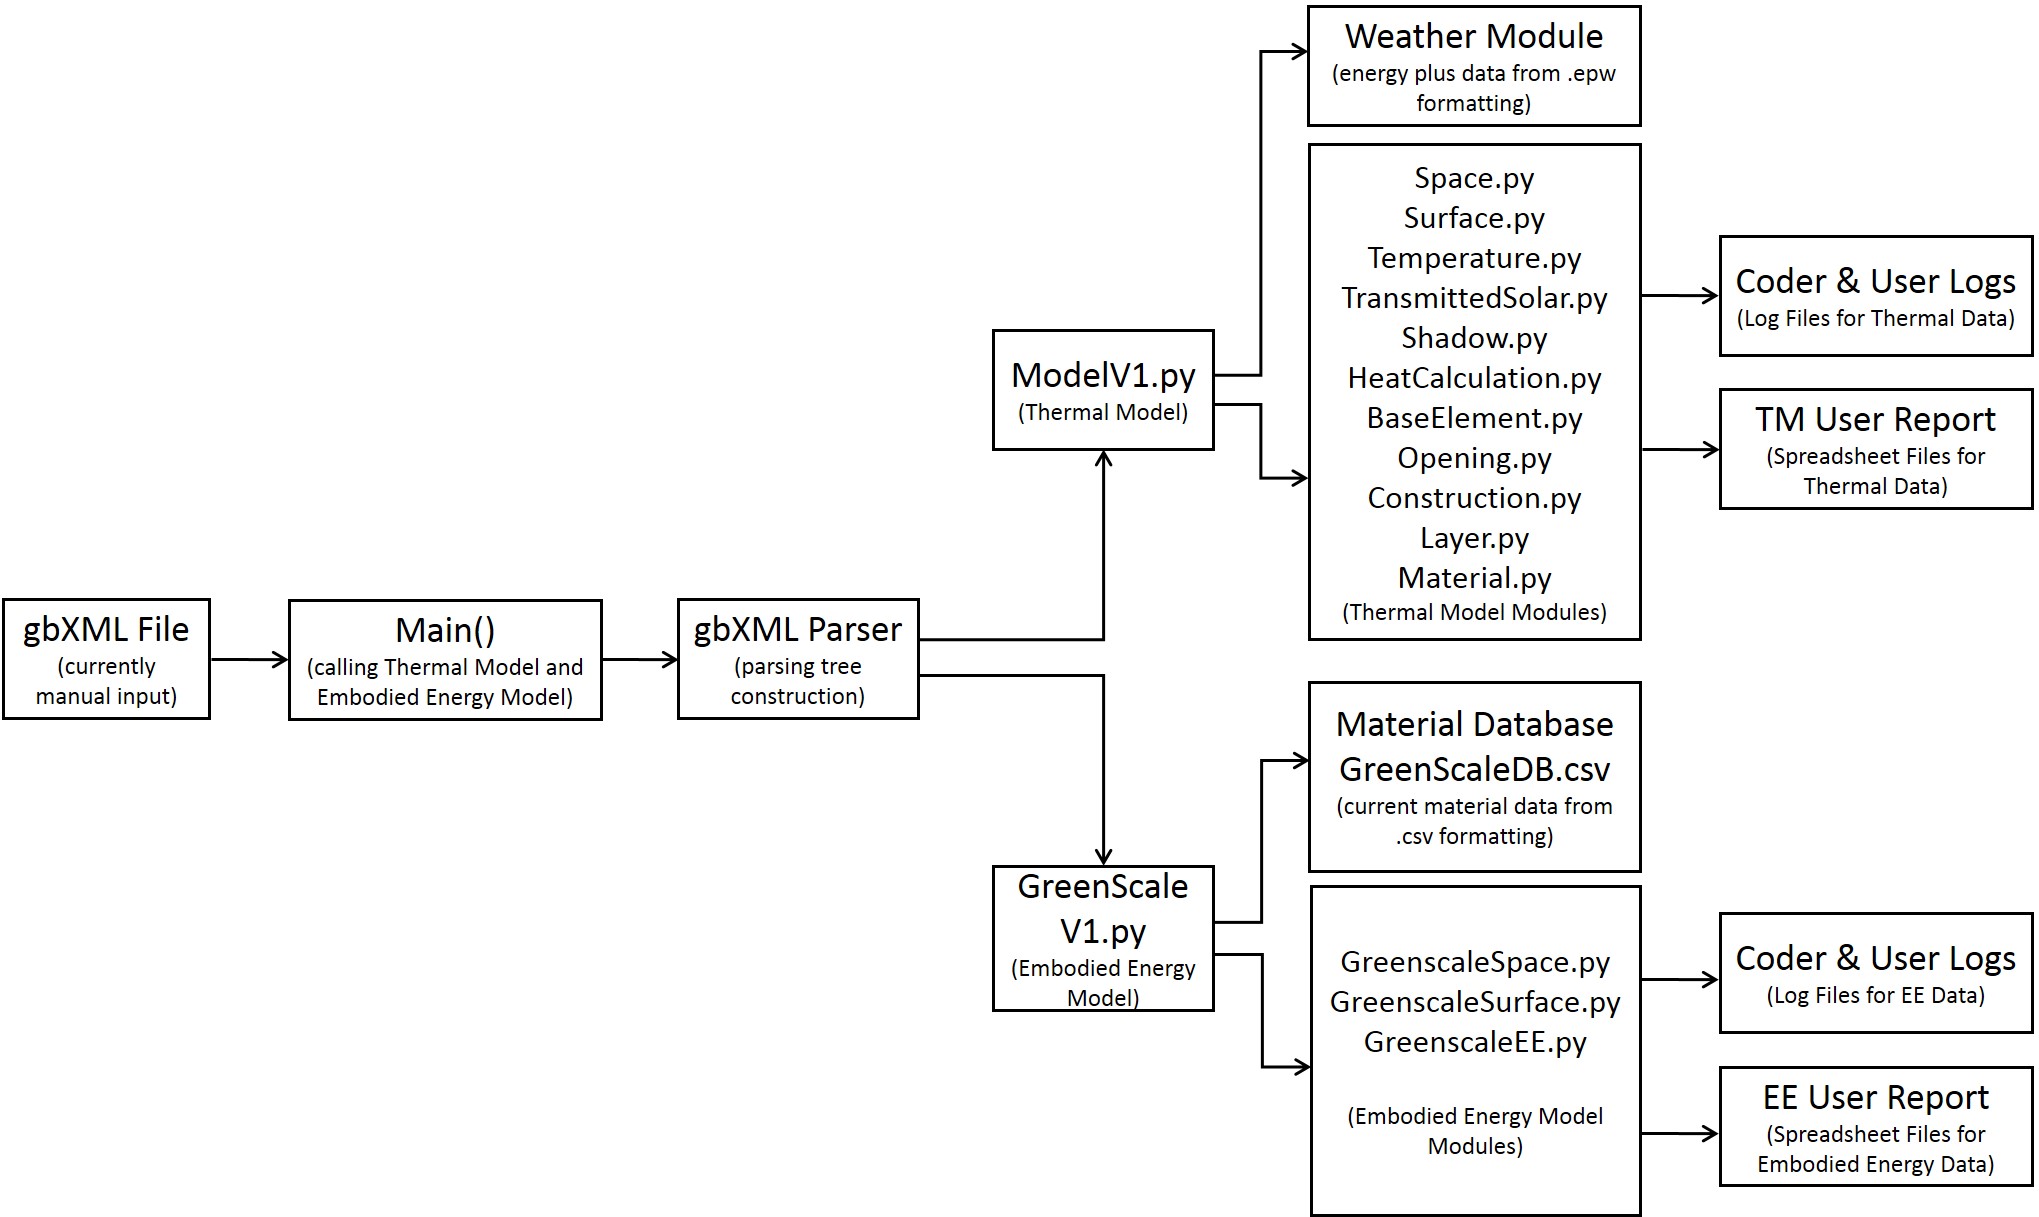 Weather Module
(energy plus data from .epw
formatting)
Space.py
Surface.py
Temperature.py
TransmittedSolar.py
Shadow.py
HeatCalculation.py
BaseElement.py
Opening.py
Construction.py
Layer.py
Material.py
(Thermal Model Modules)
Coder & User Logs
(Log Files for Thermal Data)
TM User Report
(Spreadsheet Files for
Thermal Data)
ModelV1.py
(Thermal Model)
gbXML File
(currently
manual input)
Main()
(calling Thermal Model and
Embodied Energy Model)
gbXML Parser
(parsing tree
construction)
Material Database
GreenScaleDB.csv
(current material data from
.csv formatting)
GreenScale
V1.py
(Embodied Energy
Model)
GreenscaleSpace.py
GreenscaleSurface.py
GreenscaleEE.py
(Embodied Energy Model
Modules)
Coder & User Logs
(Log Files for EE Data)
EE User Report
(Spreadsheet Files for
Embodied Energy Data)